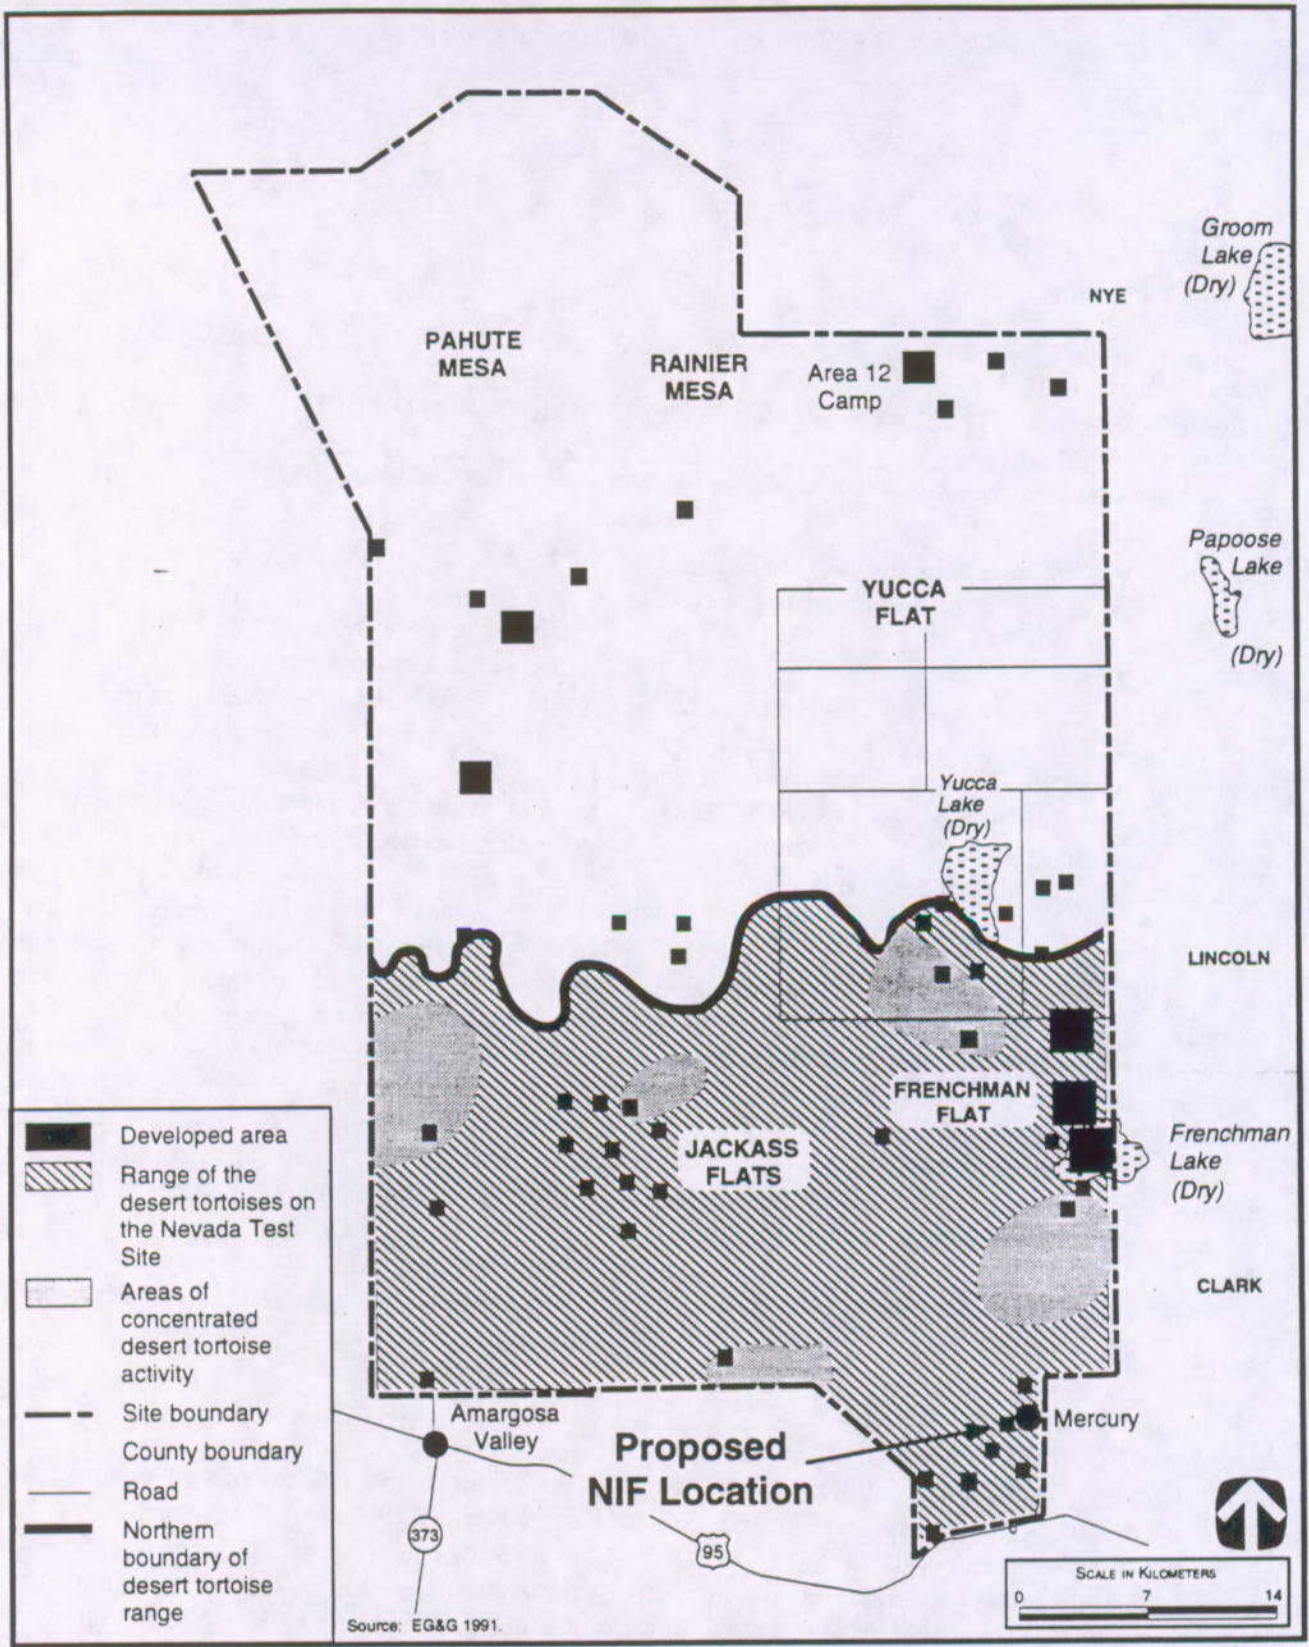 Groom
Lake
(Dry)
NYE
PAHUTE
MESA
RAINIER
MESA
Area 12
Camp
Papoose
Lake
(Dry)
YUCCA
FLAT
Yucca
Lake
(Dry)
LINCOLN
FRENCHMAN
FLAT
JACKASS
FLATS
Frenchman
Lake
(Dry)
CLARK
Developed area
Range of the
desert tortoises on
the Nevada Test
Site
Areas of
concentrated
desert tortoise
activity
Site boundary
County boundary
Road
Northern
boundary of
desert tortoise
range
Amargosa
Valley
Proposed
NIF Location
Mercury
373
95
SCALE IN KILOMETERS
0 7 14
Source: EG&G 1991.